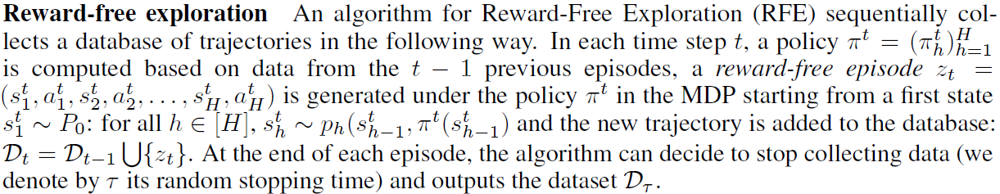 Reward-free exploration An algorithm for Reward-Free Exploration (RFE) sequentially col-
lects a database of trajectories in the following way. In each time step $t$, a policy $\pi^t = (\pi_h^t)_{h=1}^H$
is computed based on data from the $t-1$ previous episodes, a reward-free episode $z_t =$
$(s_1^t, a_1^t, s_2^t, a_2^t, \ldots, s_H^t, a_H^t)$ is generated under the policy $\pi^t$ in the MDP starting from a first state
$s_1^t \sim P_0$: for all $h \in [H]$, $s_h^t \sim p_h(s_{h-1}^t, \pi^t(s_{h-1}^t)$ and the new trajectory is added to the database:
$\mathcal{D}_t = \mathcal{D}_{t-1} \bigcup \{z_t\}$. At the end of each episode, the algorithm can decide to stop collecting data (we
denote by $\tau$ its random stopping time) and outputs the dataset $\mathcal{D}_\tau$.